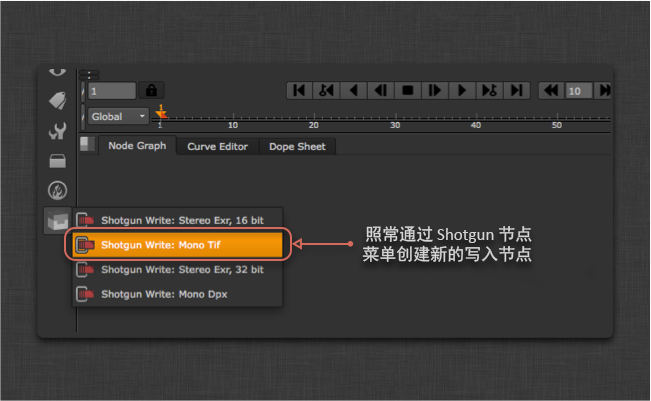 1
10
Global
1
1
10
20
30
40
50
Node Graph
Curve Editor
Dope Sheet
Shotgun Write: Stereo Exr, 16 bit
Shotgun Write: Mono Tif
Shotgun Write: Stereo Exr, 32 bit
Shotgun Write: Mono Dpx
照常通过 Shotgun 节点
菜单创建新的写入节点